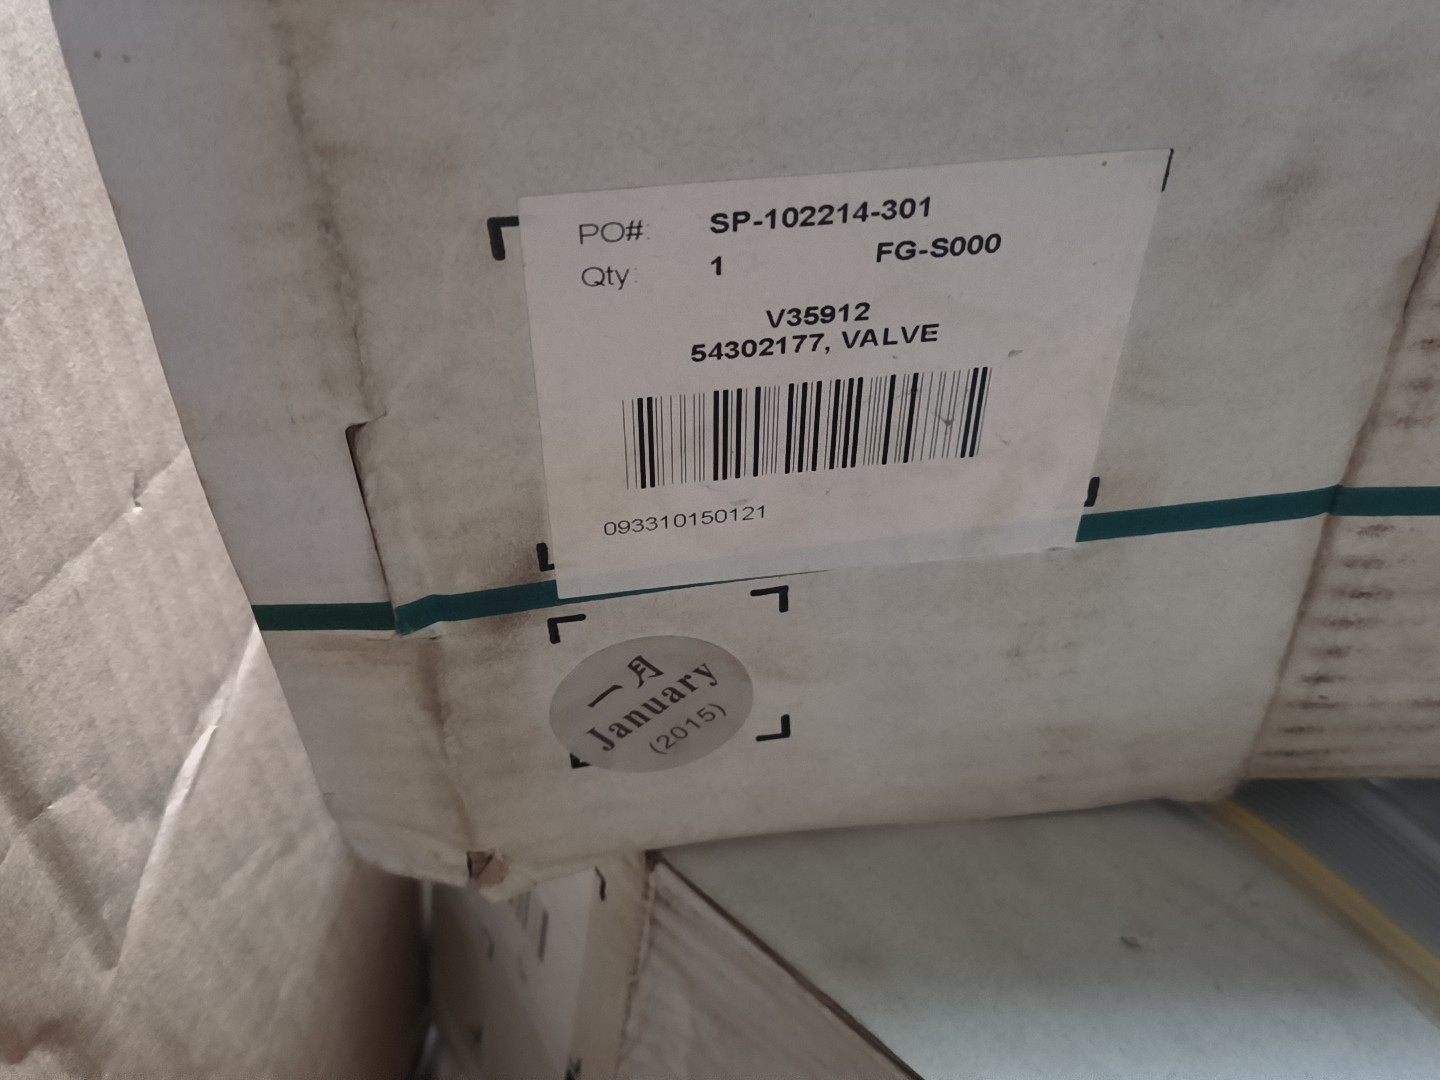 PO#: SP-102214-301
Qty: 1 FG-S000
V35912
54302177, VALVE
093310150121
一月
January
(2015)